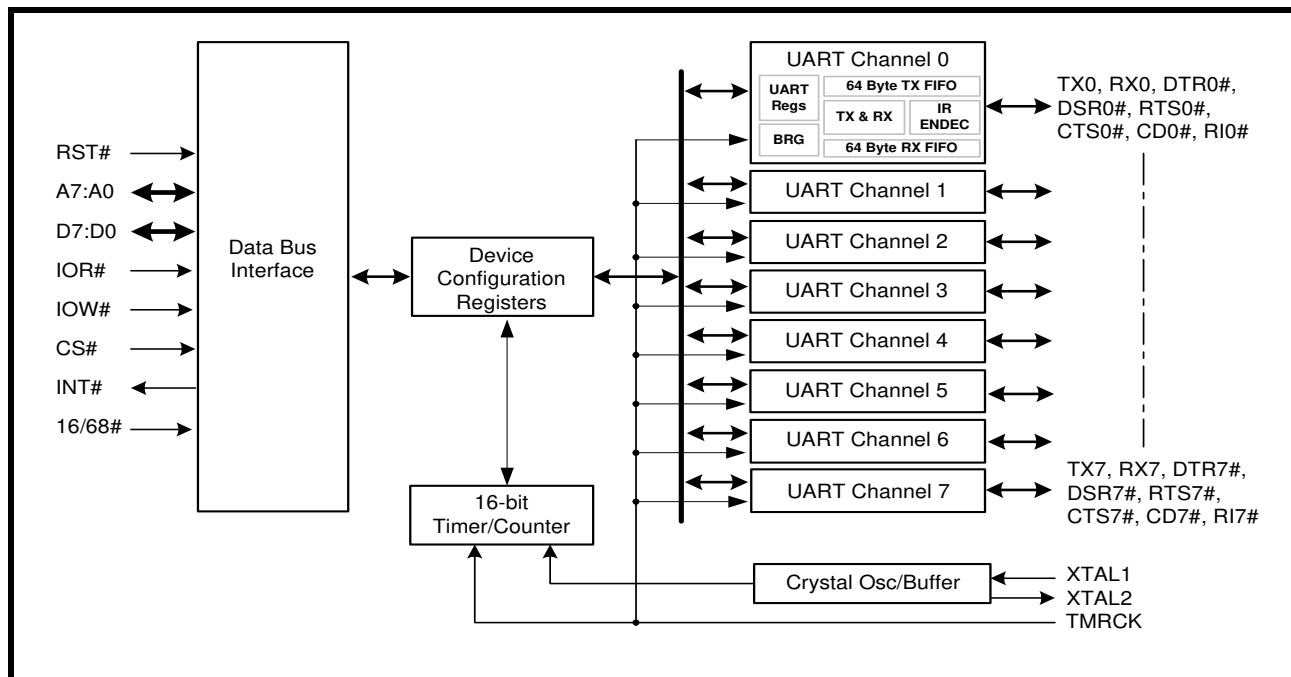 RST#
A7:A0
D7:D0
IOR#
IOW#
CS#
INT#
16/68#
Data Bus
Interface
Device
Configuration
Registers
16-bit
Timer/Counter
UART Channel 0
UART
Regs
BRG
64 Byte TX FIFO
TX & RX
IR
ENDEC
64 Byte RX FIFO
UART Channel 1
UART Channel 2
UART Channel 3
UART Channel 4
UART Channel 5
UART Channel 6
UART Channel 7
Crystal Osc/Buffer
TX0, RX0, DTR0#,
DSR0#, RTS0#,
CTS0#, CD0#, RI0#
TX7, RX7, DTR7#,
DSR7#, RTS7#,
CTS7#, CD7#, RI7#
XTAL1
XTAL2
TMRCK